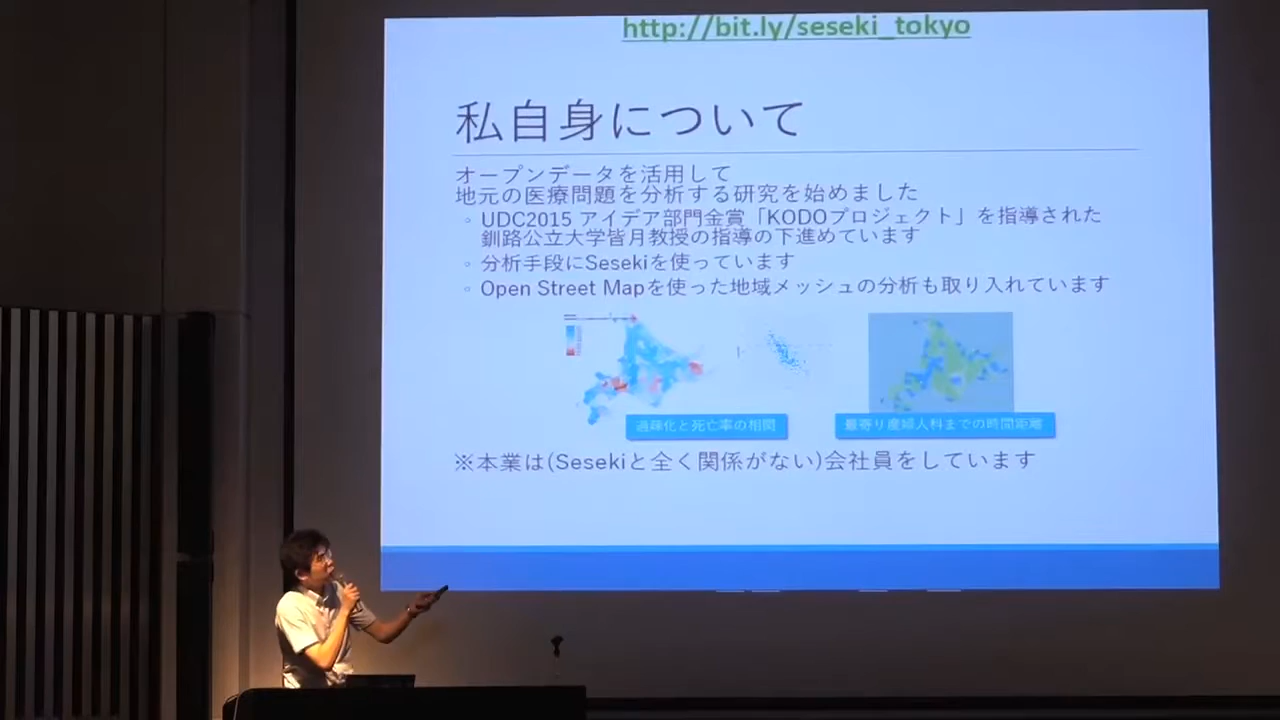 http://bit.ly/seseki_tokyo
私自身について
オープンデータを活用して
地元の医療問題を分析する研究を始めました
◦ UDC2015 アイデア部門金賞「KODOプロジェクト」を指導された
釧路公立大学皆月教授の指導の下進めています
◦ 分析手段にSesekiを使っています
◦ Open Street Mapを使った地域メッシュの分析も取り入れています
過疎化と死亡率の相関
最寄り産婦人科までの時間距離
※本業は(Sesekiと全く関係がない)会社員をしています